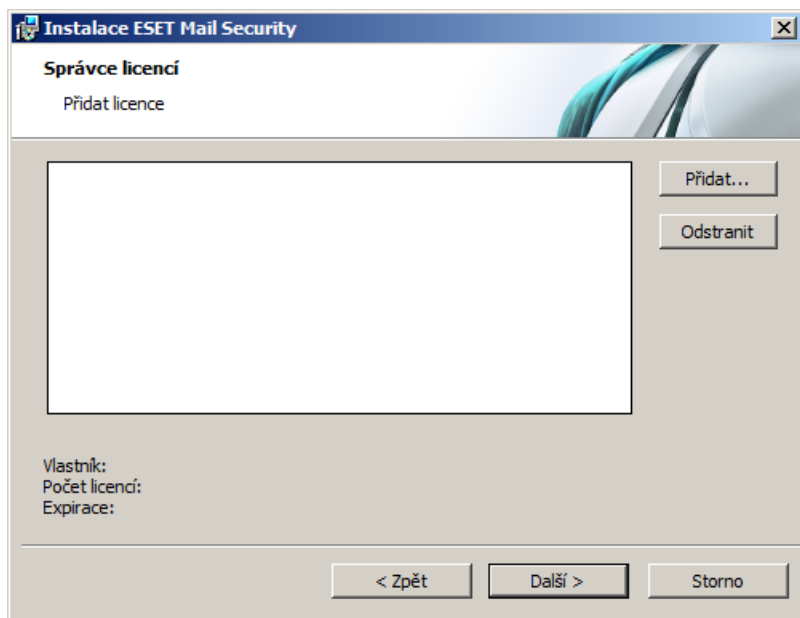 Instalace ESET Mail Security
Správce licencí
Přidat licence
Přidat...
Odstranit
Vlastník:
Počet licencí:
Expirace:
< Zpět
Další >
Storno